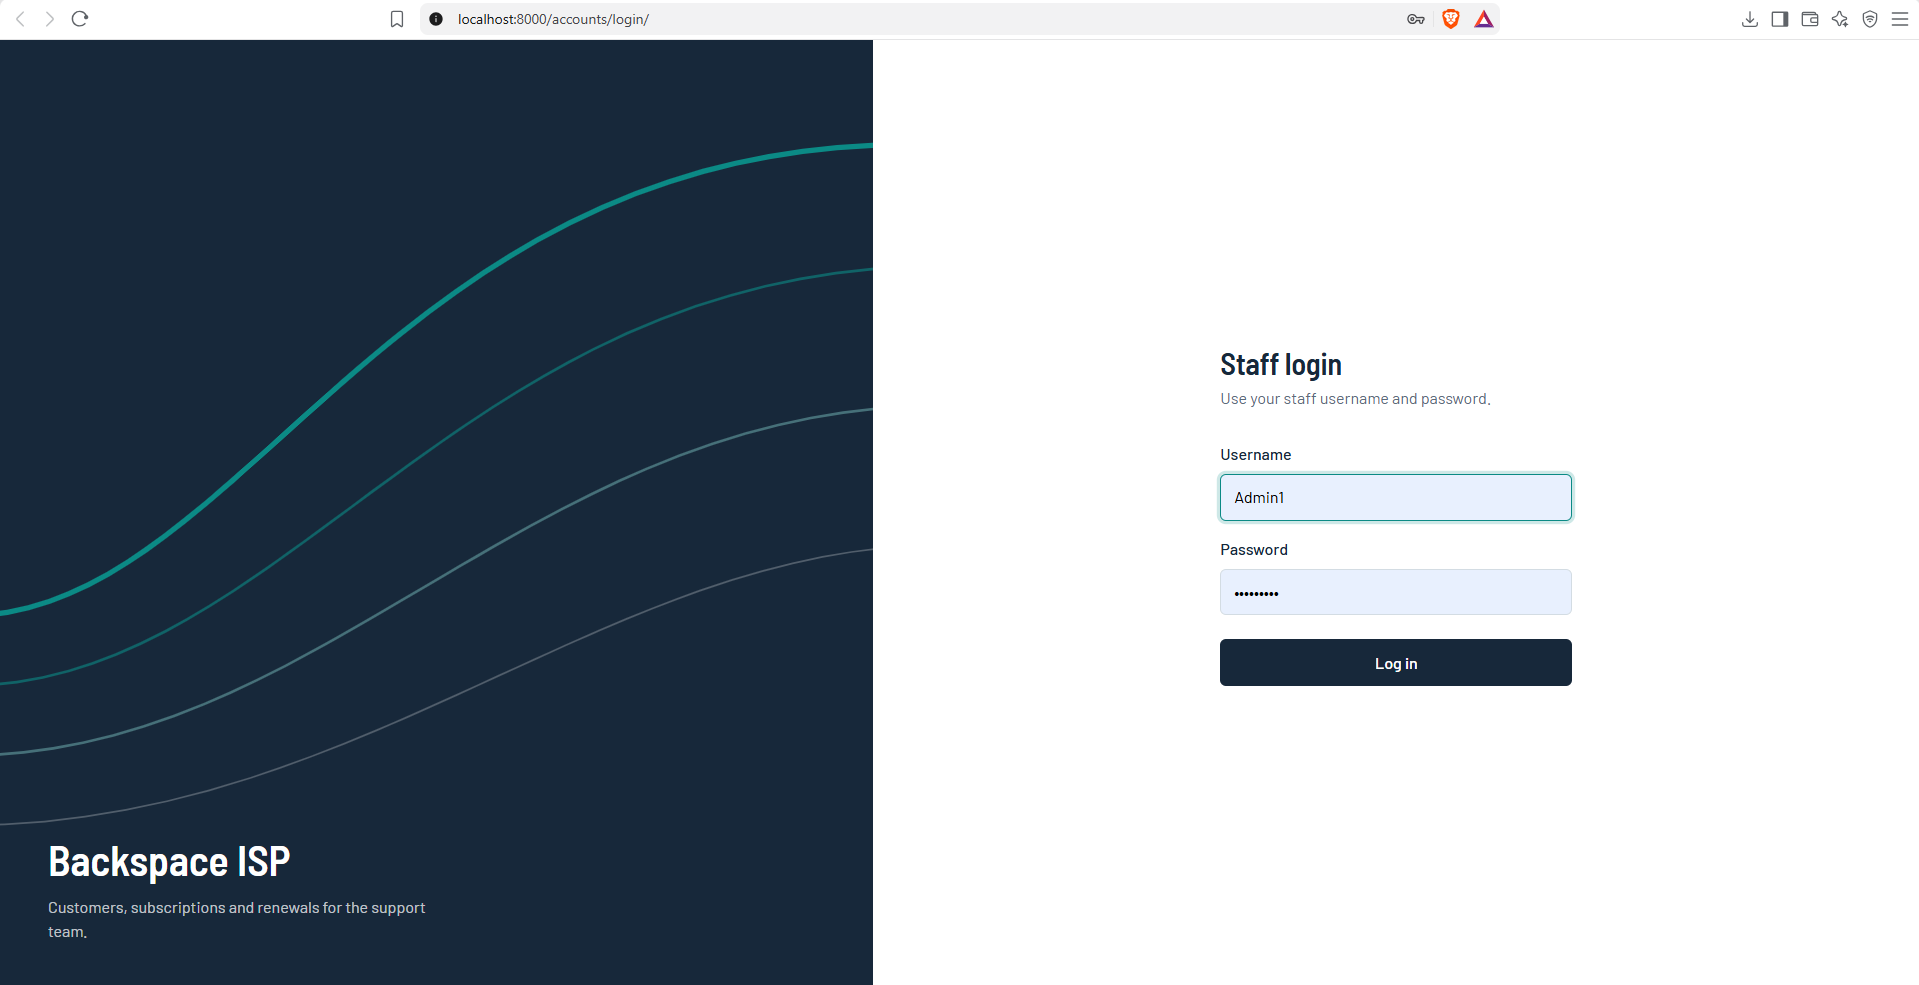 localhost:8000/accounts/login/
Staff login
Use your staff username and password.
Username
Admin1
Password
•••••••••
Log in
Backspace ISP
Customers, subscriptions and renewals for the support
team.